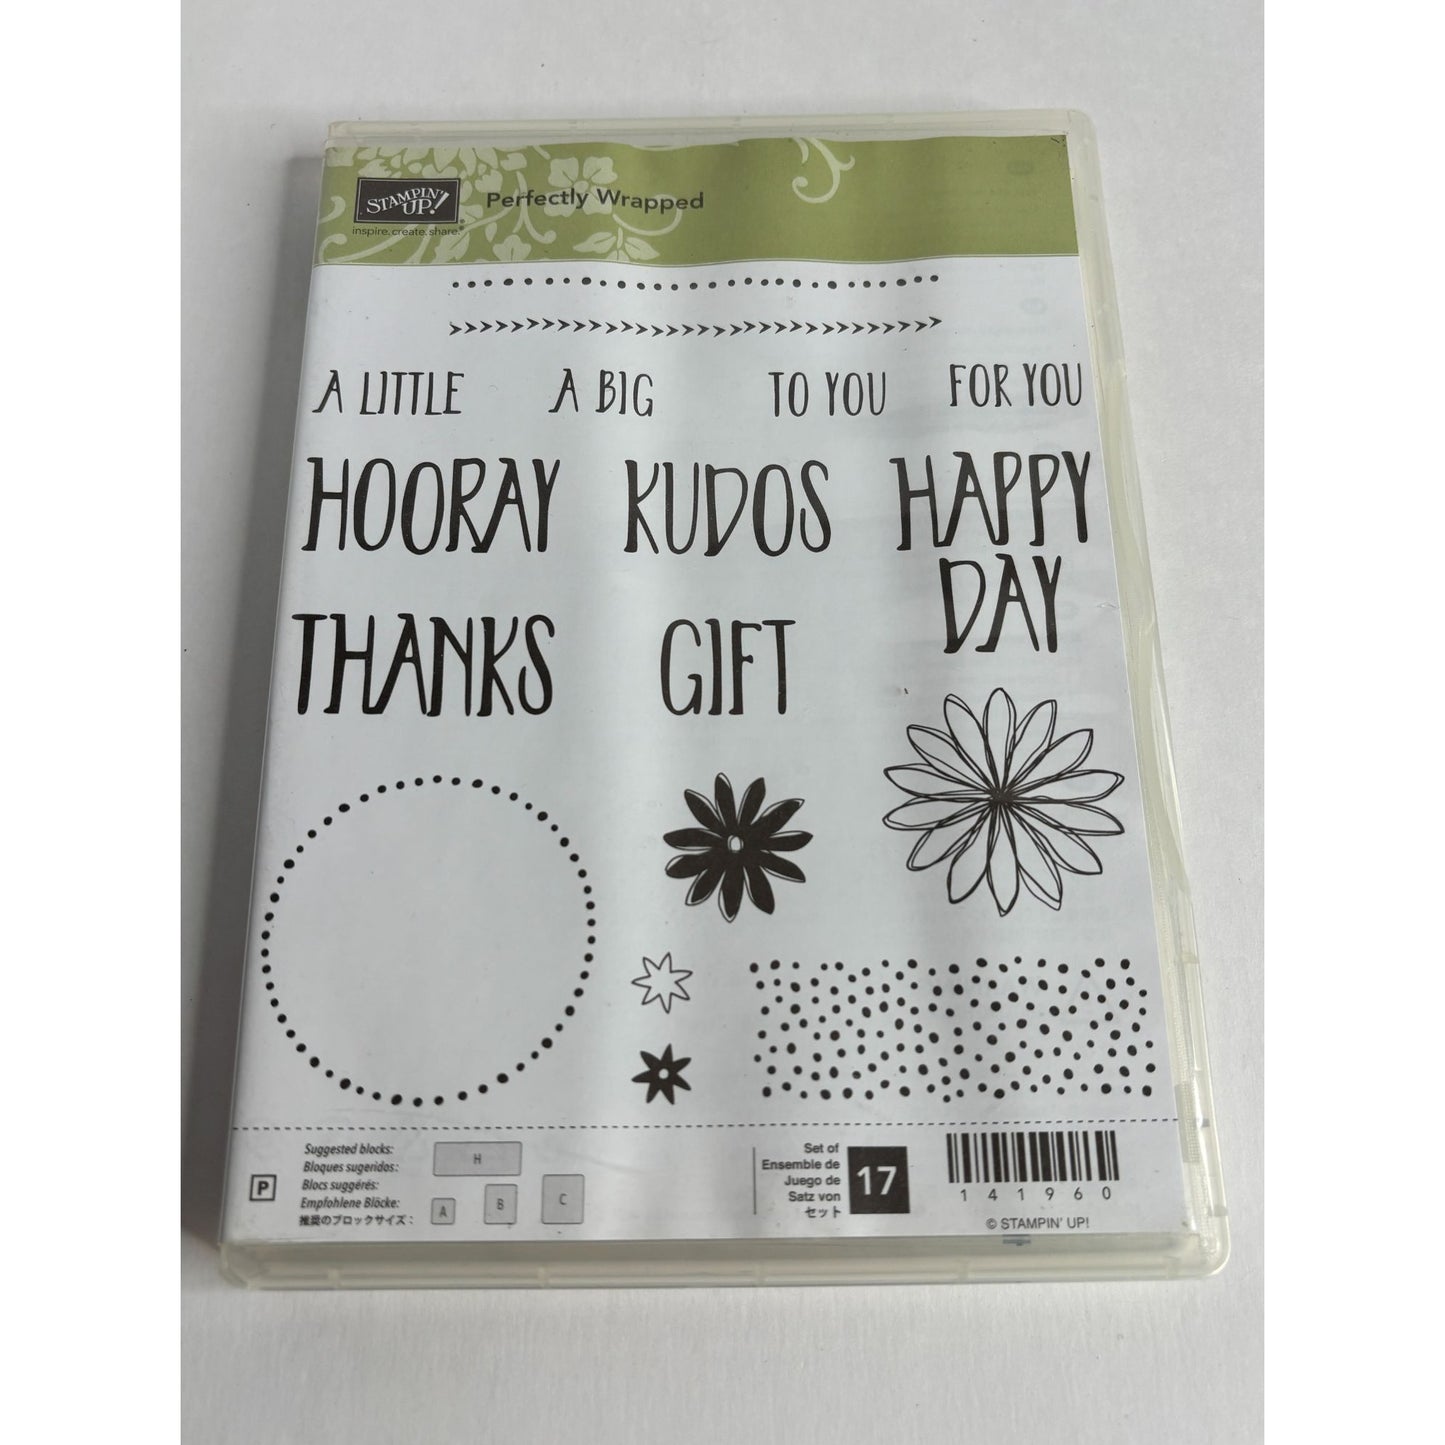 STAMPIN' UP!
inspire. create. share.®
Perfectly Wrapped
A LITTLE
A BIG
TO YOU
FOR YOU
HOORAY
KUDOS
HAPPY
DAY
THANKS
GIFT
P
Suggested blocks:
Bloques sugeridos:
Blocs suggérés:
Empfohlene Blöcke:
推奨のブロックサイズ:
H
A
B
C
Set of
Ensemble de
Juego de
Satz von
セット
17
141960
© STAMPIN' UP!